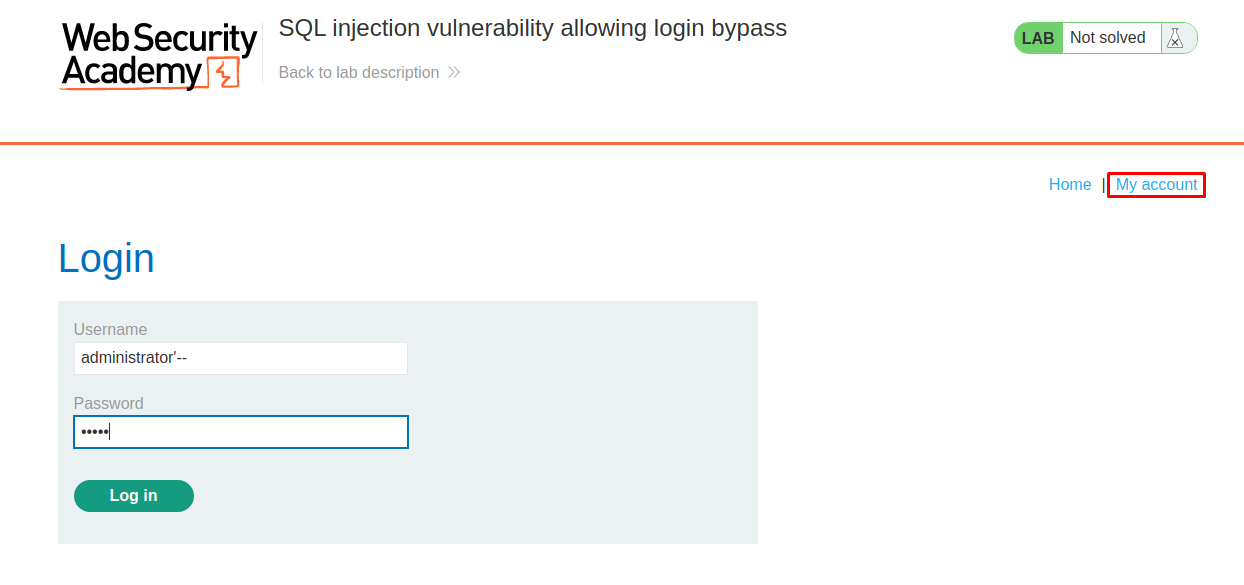 Web Security
Academy
SQL injection vulnerability allowing login bypass
Back to lab description
LAB Not solved
Home | My account
Login
Username
administrator'--
Password
•••••
Log in